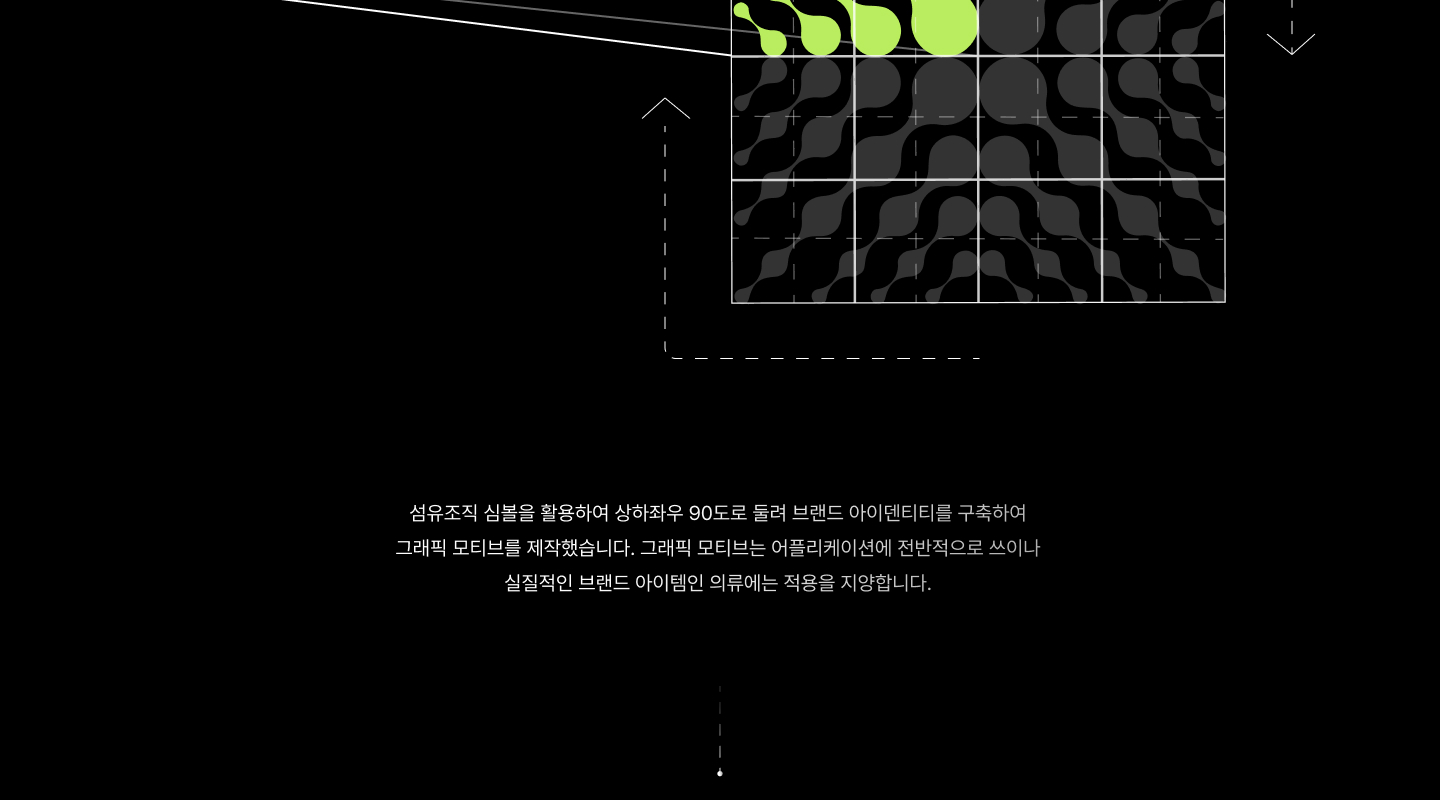 섬유조직 심볼을 활용하여 상하좌우 90도로 둘려 브랜드 아이덴티티를 구축하여
그래픽 모티브를 제작했습니다. 그래픽 모티브는 어플리케이션에 전반적으로 쓰이나
실질적인 브랜드 아이템인 의류에는 적용을 지양합니다.